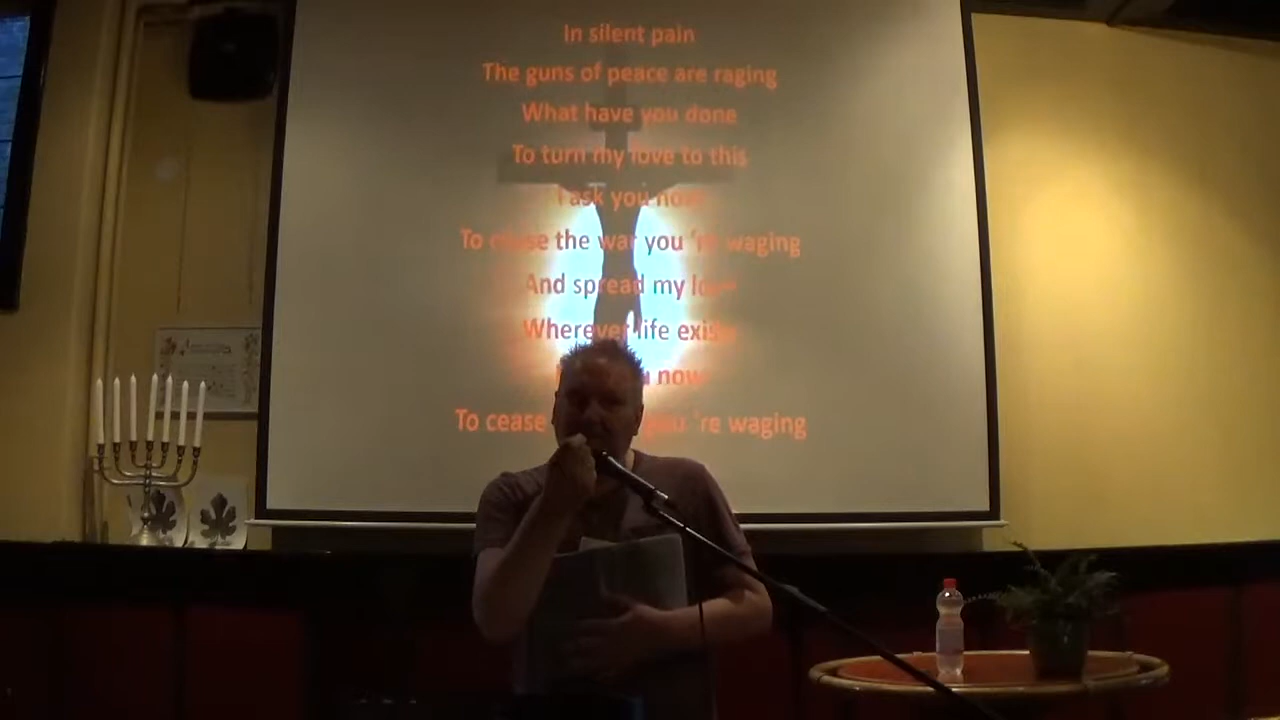 In silent pain
The guns of peace are raging
What have you done
To turn my love to this
I ask you now
To cease the war you 're waging
And spread my love
Wherever life exists
now
To cease you 're waging